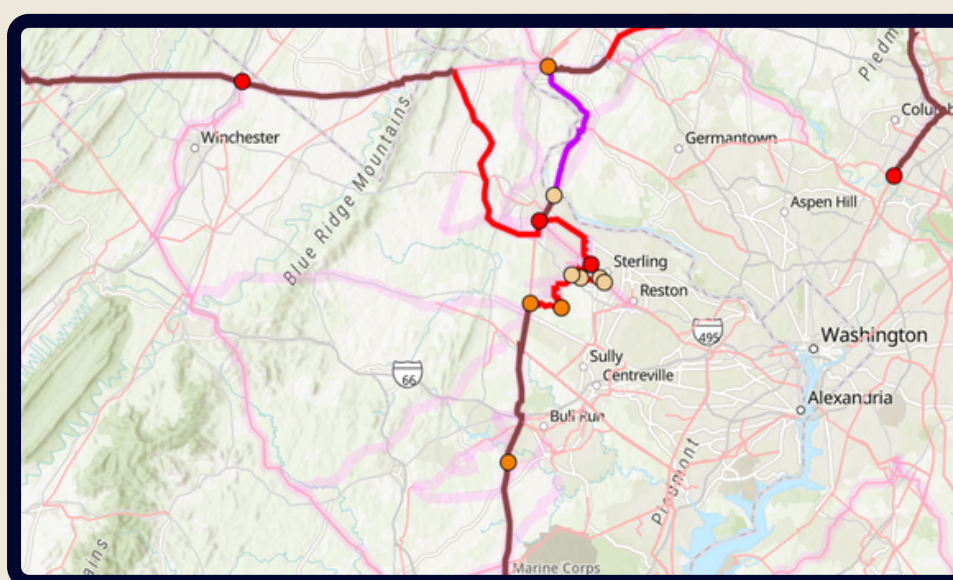 Piedm
Colum
Winchester
Germantown
Blue Ridge Mountains
Aspen Hill
Sterling
Reston
495
Washington
Sully
66
Centreville
Alexandria
Bull Run
Piedmont
ains
Marine Corps